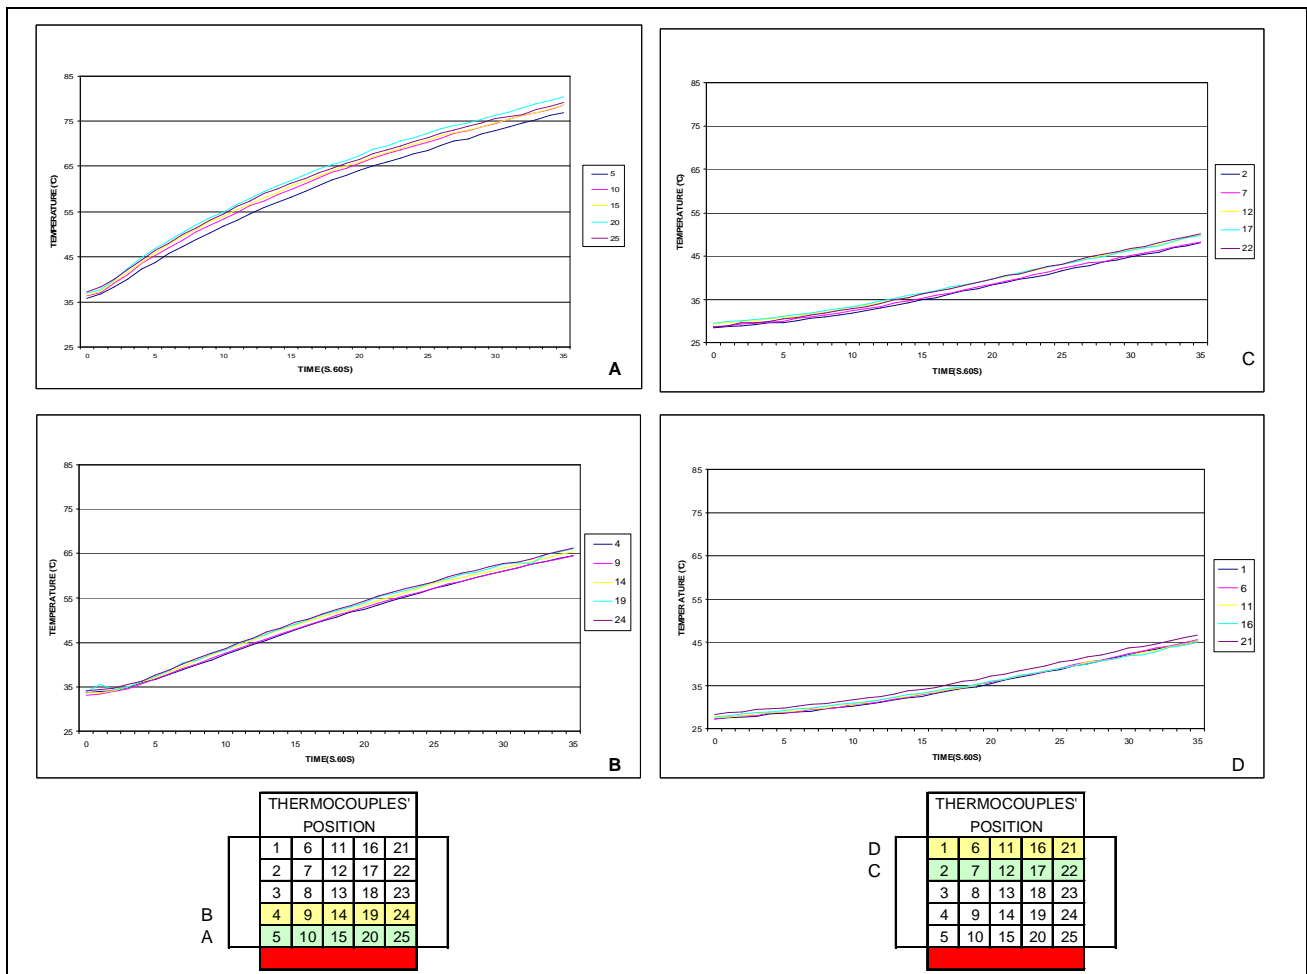 85
75
65
55
45
35
25
TEMPERATURE (ºC)
0 5 10 15 20 25 30 35
TIME(S.60S)
5
10
15
20
25
A
85
75
65
55
45
35
25
TEMPERATURE (ºC)
0 5 10 15 20 25 30 35
TIME(S.60S)
2
7
12
17
22
C
85
75
65
55
45
35
25
TEMPERATURE (ºC)
0 5 10 15 20 25 30 35
TIME(S.60S)
4
9
14
19
24
B
85
75
65
55
45
35
25
TEMPERATURE (ºC)
0 5 10 15 20 25 30 35
TIME(S.60S)
1
6
11
16
21
D
THERMOCOUPLES'
POSITION
1 6 11 16 21
2 7 12 17 22
3 8 13 18 23
B 4 9 14 19 24
A 5 10 15 20 25
THERMOCOUPLES'
POSITION
D 1 6 11 16 21
C 2 7 12 17 22
3 8 13 18 23
4 9 14 19 24
5 10 15 20 25